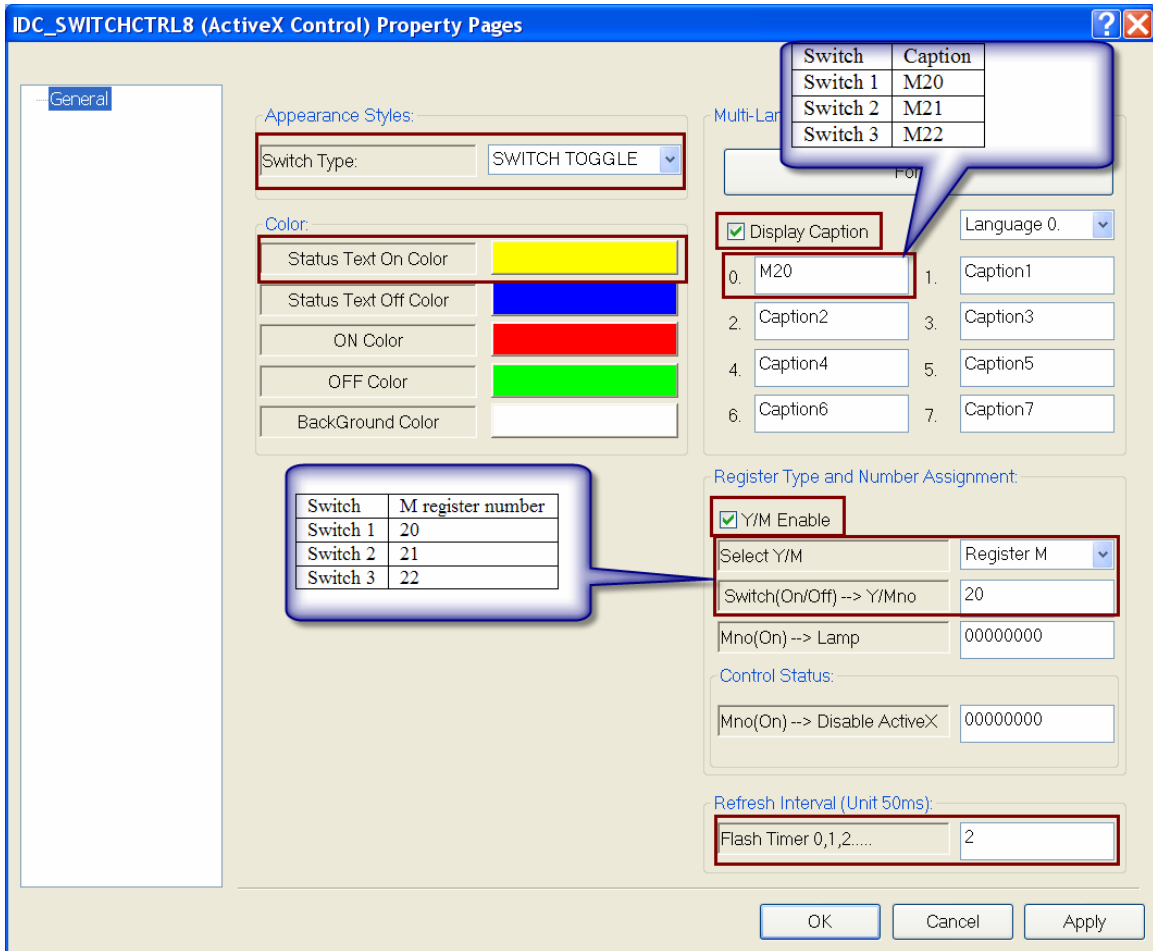 IDC_SWITCHCTRL8 (ActiveX Control) Property Pages
General
Appearance Styles:
Switch Type:
SWITCH TOGGLE
Color:
Status Text On Color
Status Text Off Color
ON Color
OFF Color
BackGround Color
Switch Caption
Switch 1 M20
Switch 2 M21
Switch 3 M22
Display Caption
Language 0.
0. M20
1. Caption1
2. Caption2
3. Caption3
4. Caption4
5. Caption5
6. Caption6
7. Caption7
Switch M register number
Switch 1 20
Switch 2 21
Switch 3 22
Register Type and Number Assignment:
Y/M Enable
Select Y/M
Register M
Switch(On/Off) --> Y/Mno
20
Mno(On) --> Lamp
00000000
Control Status:
Mno(On) --> Disable ActiveX
00000000
Refresh Interval (Unit 50ms):
Flash Timer 0,1,2.....
2
OK
Cancel
Apply